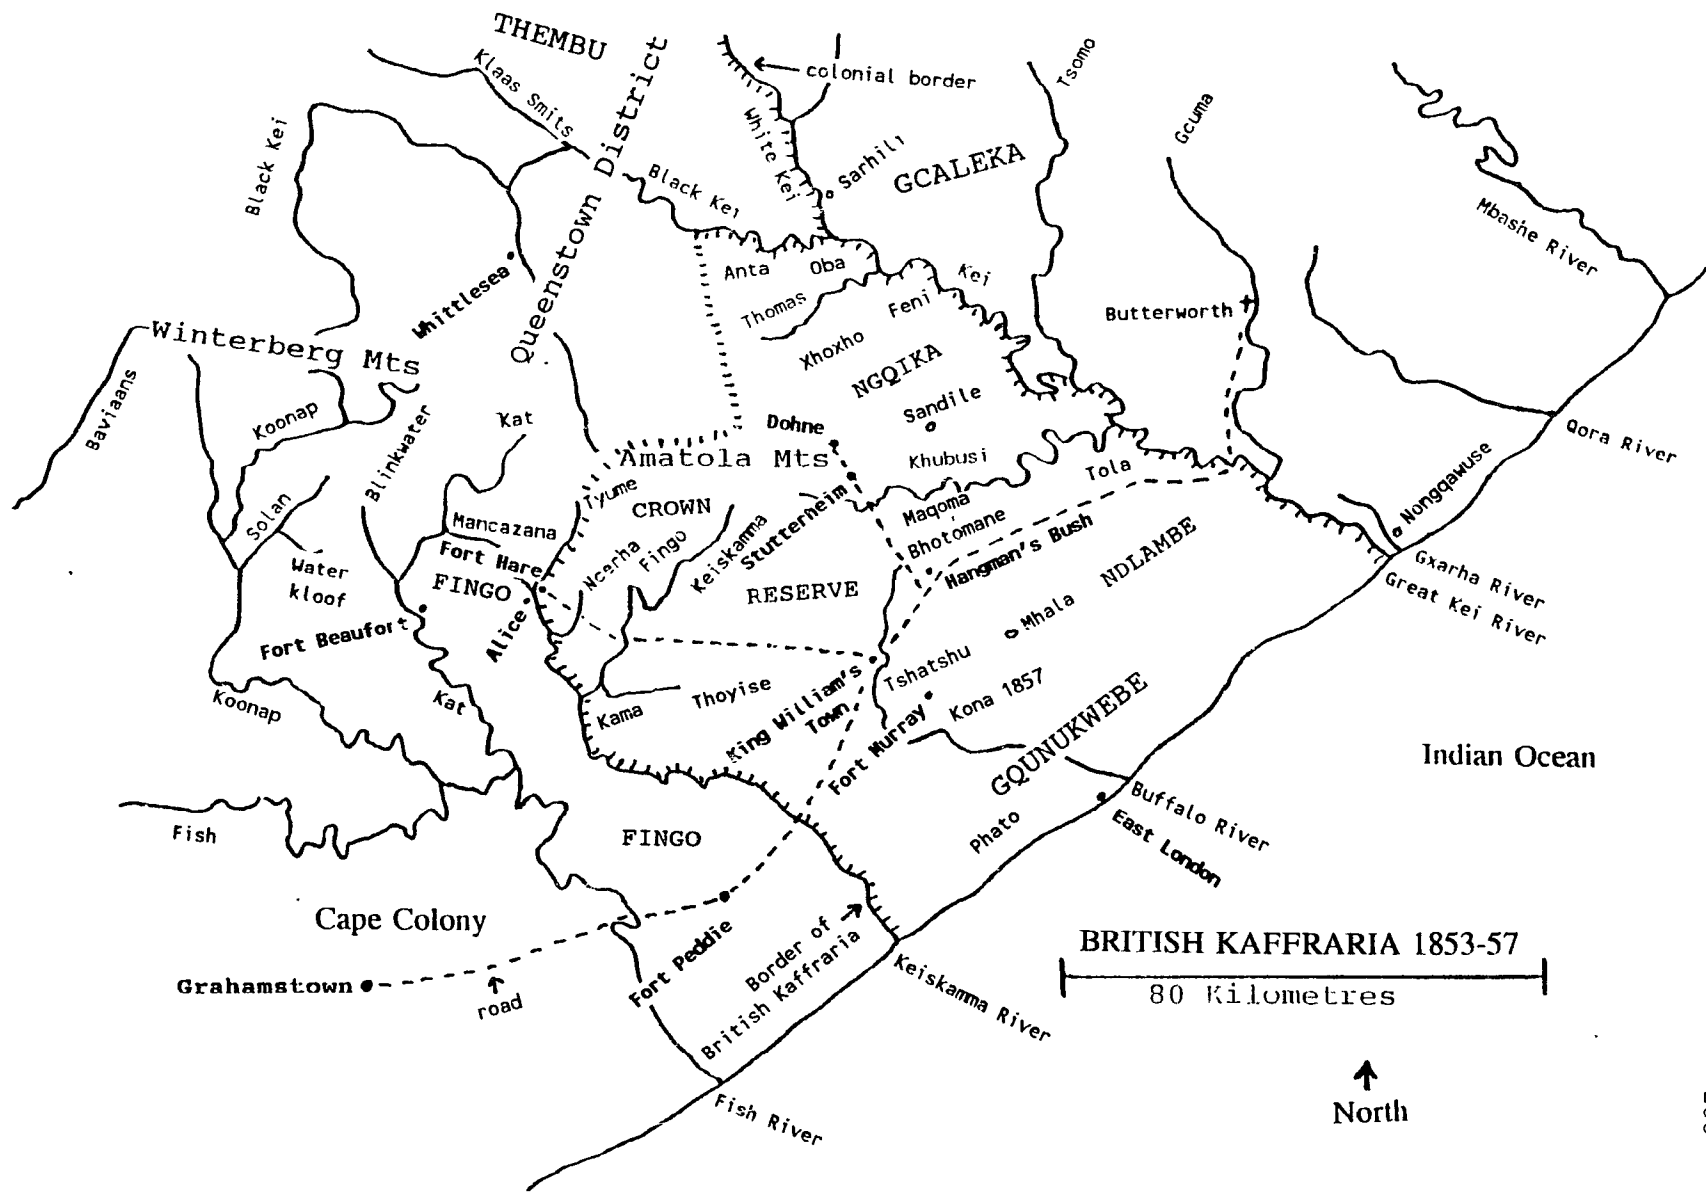 THEMBU
Klaas Smits
Queenstown District
colonial border
White Kei
Tsomo
Gcuma
Black Kei
Black Kei
Sarhili
GCALEKA
Mbashe River
Whittlesea
Anta
Oba
Kei
Thomas
Feni
Butterworth
Winterberg Mts
Xhoxho
NGQIKA
Baviaans
Koonap
Blinkwater
Kat
Sandile
Dohne
Qora River
Amatola Mts
Khubusi
Tola
Nongqawuse
Solan
Tyume
CROWN
Maqoma
Mancazana
Keiskamma
Stutterheim
Bhotomane
Hangman's Bush
NDLAMBE
Water
kloof
Fort Hare
Ncerha
Fingo
FINGO
RESERVE
Gxarha River
Great Kei River
Fort Beaufort
Alice
Mhala
Tshatshu
Koonap
Kat
Kama
Thoyise
King William's
Town
Fort Murray
Kona 1857
GQUNUKWEBE
Indian Ocean
Buffalo River
Fish
FINGO
Phato
East London
Cape Colony
Fort Peddie
Border of
British Kaffraria
BRITISH KAFFRARIA 1853-57
80 Kilometres
Grahamstown
road
Keiskamma River
North
Fish River